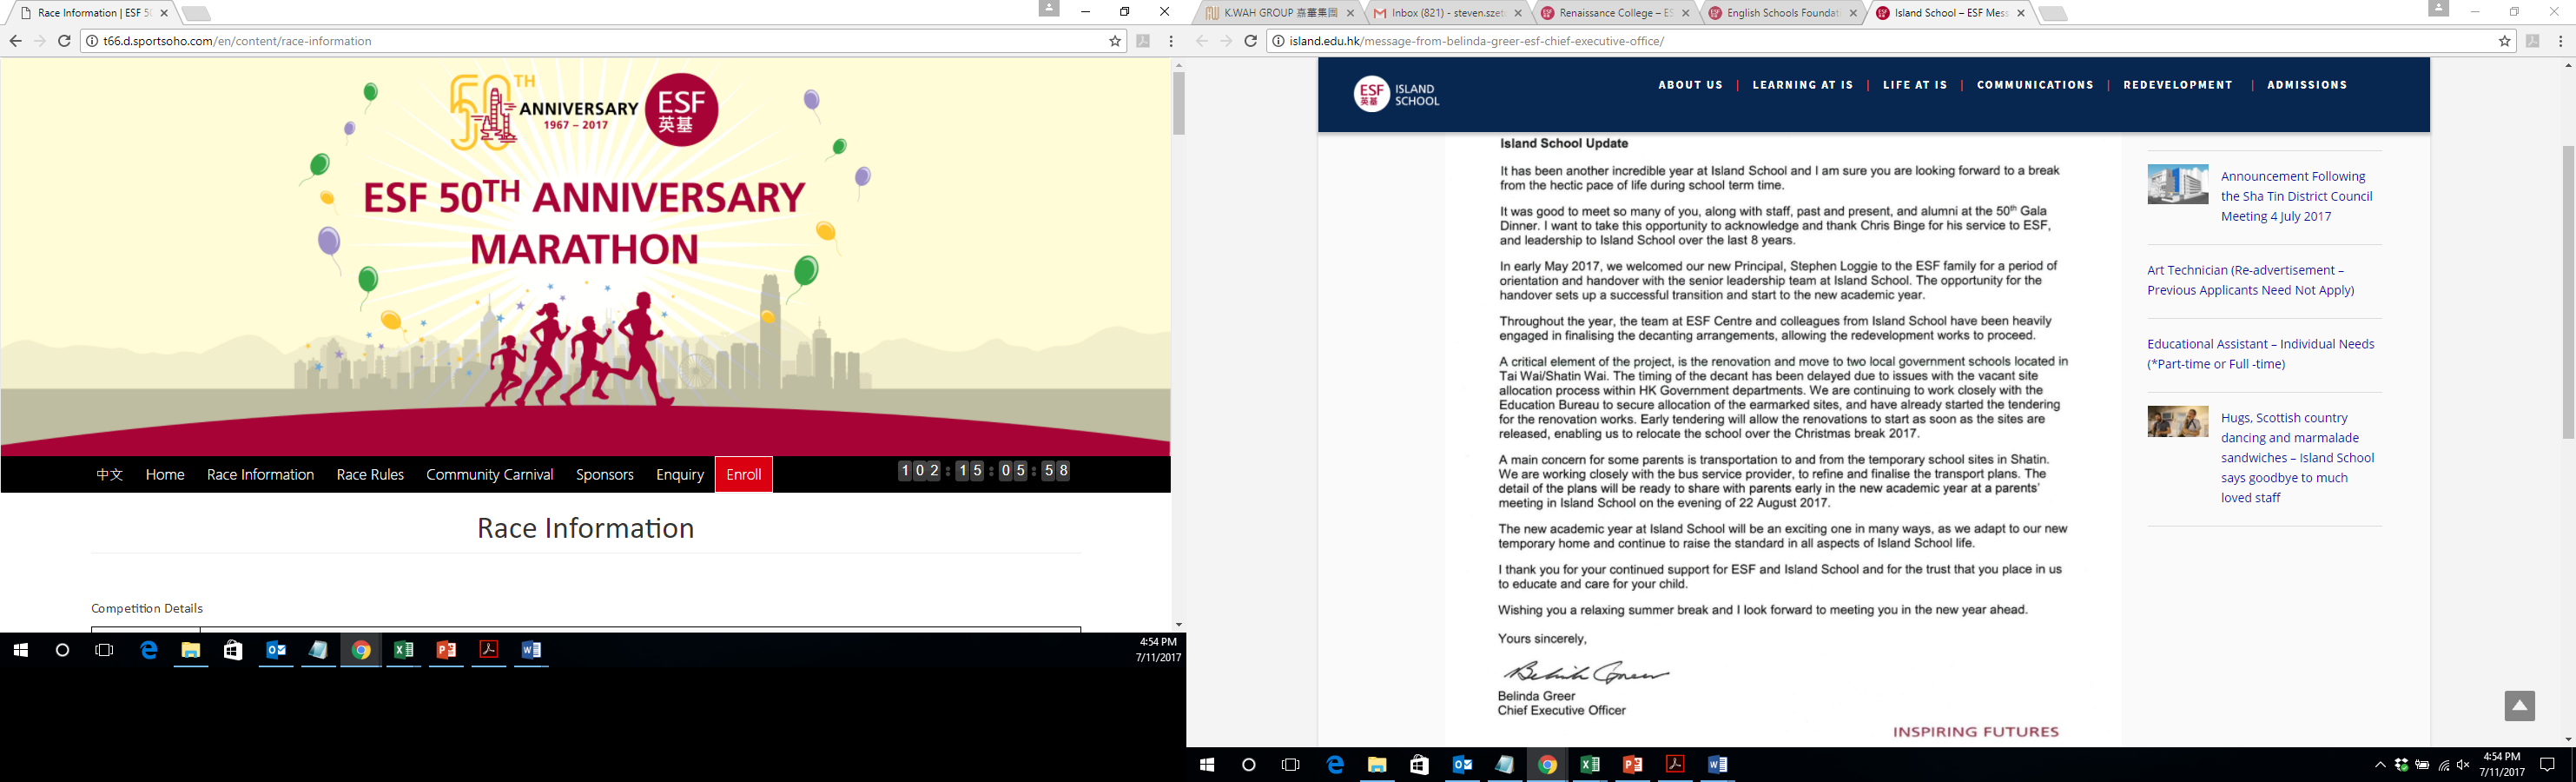 Race Information | ESF 5
t66.d.sportsoho.com/en/content/race-information
50TH
ANNIVERSARY
1967 – 2017
ESF
英基
ESF 50TH ANNIVERSARY
MARATHON
中文 Home Race Information Race Rules Community Carnival Sponsors Enquiry Enroll
102:15:05:58
Race Information
Competition Details
4:54 PM
7/11/2017
K.WAH GROUP 嘉華集團
Inbox (821) - steven.szet
Renaissance College – ES
English Schools Foundati
Island School – ESF Mess
island.edu.hk/message-from-belinda-greer-esf-chief-executive-office/
ESF
英基
ISLAND
SCHOOL
ABOUT US | LEARNING AT IS | LIFE AT IS | COMMUNICATIONS | REDEVELOPMENT | ADMISSIONS
Island School Update
It has been another incredible year at Island School and I am sure you are looking forward to a break
from the hectic pace of life during school term time.
It was good to meet so many of you, along with staff, past and present, and alumni at the 50th Gala
Dinner. I want to take this opportunity to acknowledge and thank Chris Binge for his service to ESF,
and leadership to Island School over the last 8 years.
In early May 2017, we welcomed our new Principal, Stephen Loggie to the ESF family for a period of
orientation and handover with the senior leadership team at Island School. The opportunity for the
handover sets up a successful transition and start to the new academic year.
Throughout the year, the team at ESF Centre and colleagues from Island School have been heavily
engaged in finalising the decanting arrangements, allowing the redevelopment works to proceed.
A critical element of the project, is the renovation and move to two local government schools located in
Tai Wai/Shatin Wai. The timing of the decant has been delayed due to issues with the vacant site
allocation process within HK Government departments. We are continuing to work closely with the
Education Bureau to secure allocation of the earmarked sites, and have already started the tendering
for the renovation works. Early tendering will allow the renovations to start as soon as the sites are
released, enabling us to relocate the school over the Christmas break 2017.
A main concern for some parents is transportation to and from the temporary school sites in Shatin.
We are working closely with the bus service provider, to refine and finalise the transport plans. The
detail of the plans will be ready to share with parents early in the new academic year at a parents'
meeting in Island School on the evening of 22 August 2017.
The new academic year at Island School will be an exciting one in many ways, as we adapt to our new
temporary home and continue to raise the standard in all aspects of Island School life.
I thank you for your continued support for ESF and Island School and for the trust that you place in us
to educate and care for your child.
Wishing you a relaxing summer break and I look forward to meeting you in the new year ahead.
Yours sincerely,
Belinda Greer
Belinda Greer
Chief Executive Officer
INSPIRING FUTURES
Announcement Following
the Sha Tin District Council
Meeting 4 July 2017
Art Technician (Re-advertisement –
Previous Applicants Need Not Apply)
Educational Assistant – Individual Needs
(*Part-time or Full -time)
Hugs, Scottish country
dancing and marmalade
sandwiches – Island School
says goodbye to much
loved staff
4:54 PM
7/11/2017